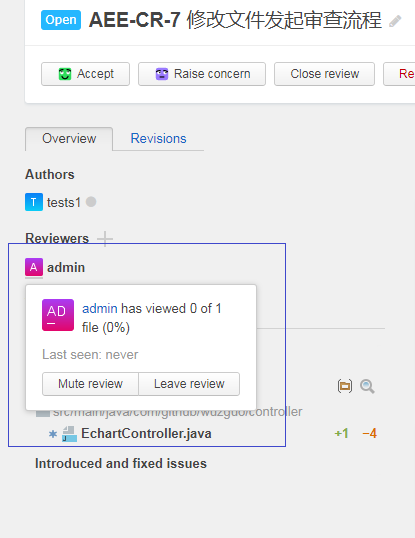 Open AEE-CR-7 修改文件发起审查流程
Accept Raise concern Close review Re
Overview Revisions
Authors
T tests1
Reviewers
A admin
AD admin has viewed 0 of 1
file (0%)
Last seen: never
Mute review Leave review
src/main/java/com/github/wuzguo/controller
EchartController.java +1 −4
Introduced and fixed issues